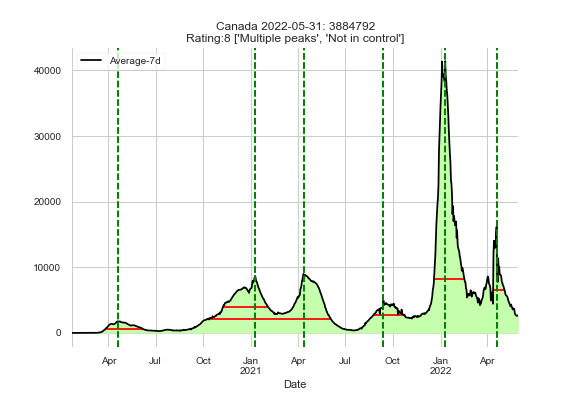 Canada 2022-05-31: 3884792
Rating:8 ['Multiple peaks', 'Not in control']
Average-7d
40000
30000
20000
10000
0
Apr Jul Oct Jan Apr Jul Oct Jan Apr
2021 2022
Date